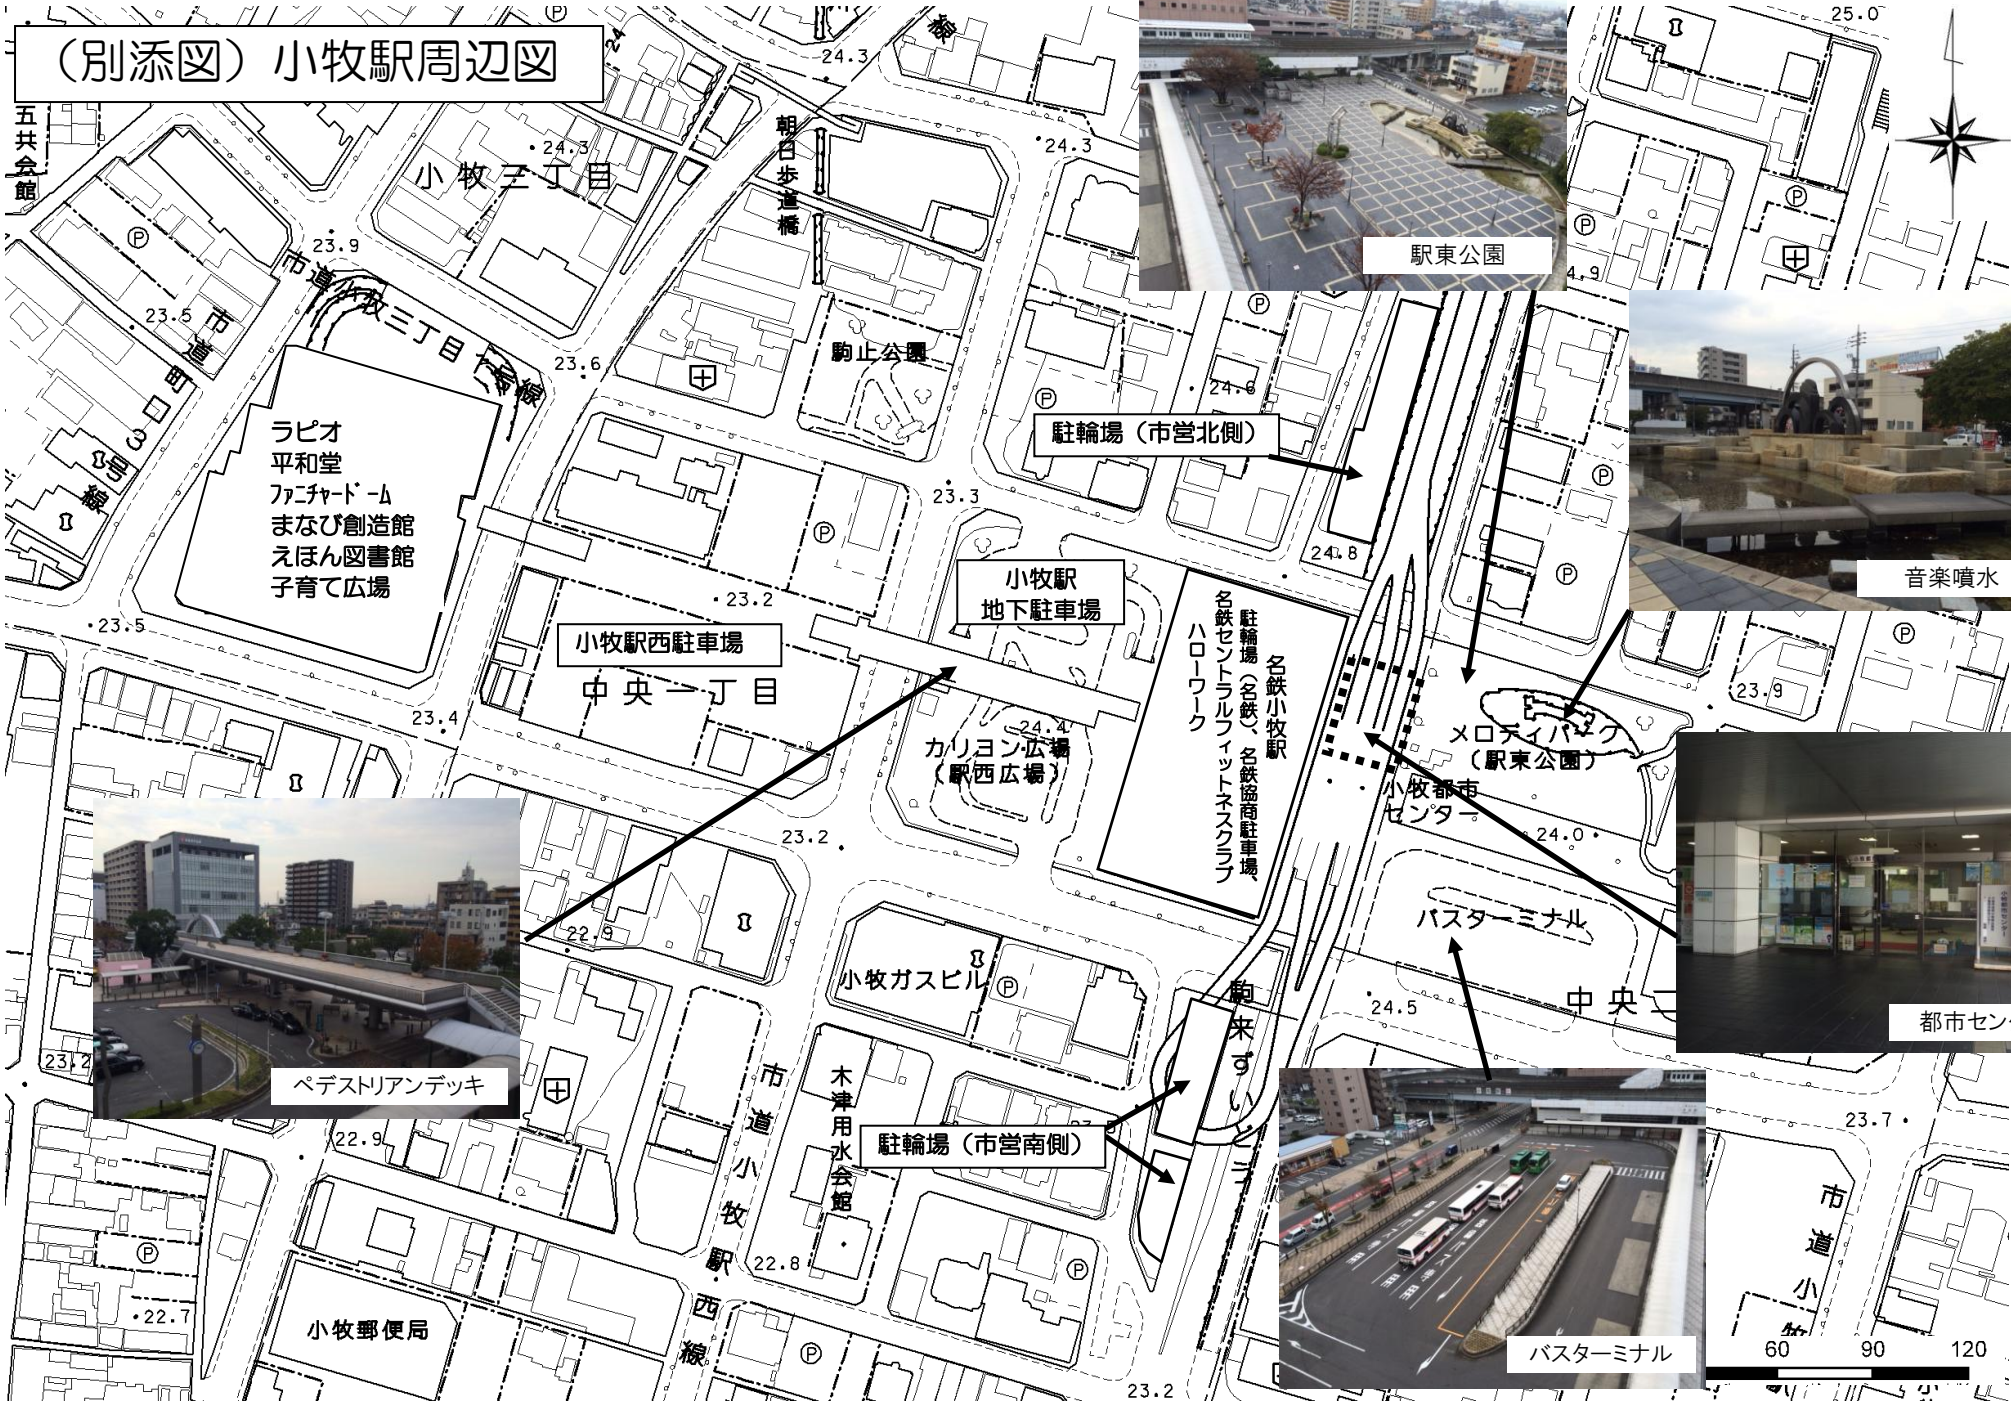 （別添図）小牧駅周辺図
五共会館
小牧三丁目
朝日歩道橋
駅東公園
音楽噴水
市道小牧三丁目
市道町口3号線
駒止公園
ラピオ
平和堂
ファニチャードーム
まなび創造館
えほん図書館
子育て広場
駐輪場（市営北側）
小牧駅
地下駐車場
小牧駅西駐車場
中央一丁目
カリヨン広場
（駅西広場）
名鉄小牧駅
駐輪場（名鉄）、名鉄協商駐車場、
名鉄セントラルフィットネスクラブ
ハローワーク
メロディパーク
（駅東公園）
小牧都市
センター
バスターミナル
中央二
都市セン
ペデストリアンデッキ
小牧ガスビル
駒来ずいどう
木津用水会館
駐輪場（市営南側）
市道小牧駅西線
小牧郵便局
バスターミナル
市道小牧
25.0
24.3
24.3
24.3
23.9
23.5
23.6
24.6
23.3
24.8
23.2
23.5
23.4
24.4
23.9
23.2
24.0
22.9
24.5
23.2
22.9
23.7
22.8
22.7
23.2
60 90 120